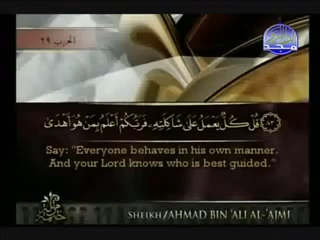 الحزب ٢٩
قُلْ كُلٌّ يَعْمَلُ عَلَىٰ شَاكِلَتِهِ فَرَبُّكُمْ أَعْلَمُ بِمَنْ هُوَ أَهْدَىٰ
Say: "Everyone behaves in his own manner.
And your Lord knows who is best guided."
SHEIKH/AHMAD BIN 'ALI AL-'AJMI